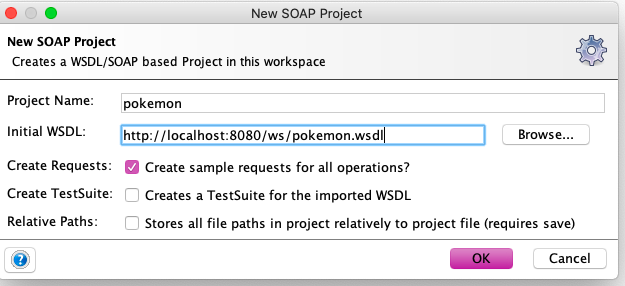 New SOAP Project
New SOAP Project
Creates a WSDL/SOAP based Project in this workspace
Project Name: pokemon
Initial WSDL: http://localhost:8080/ws/pokemon.wsdl Browse...
Create Requests: Create sample requests for all operations?
Create TestSuite: Creates a TestSuite for the imported WSDL
Relative Paths: Stores all file paths in project relatively to project file (requires save)
? OK Cancel